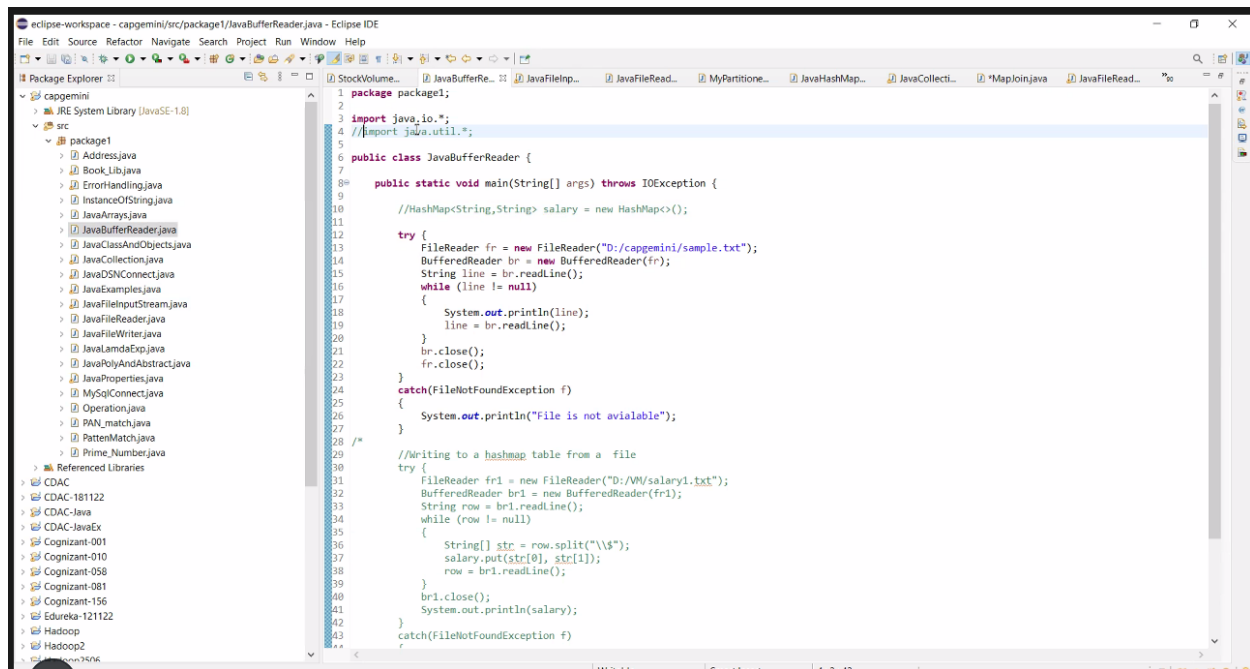 eclipse-workspace - capgemini/src/package1/JavaBufferReader.java - Eclipse IDE
File Edit Source Refactor Navigate Search Project Run Window Help
Package Explorer
StockVolume... JavaBufferRe... JavaFileInp... JavaFileRead... MyPartitione... JavaHashMap... JavaCollecti... *MapJoin.java JavaFileRead...
capgemini
JRE System Library [JavaSE-1.8]
src
package1
Address.java
Book_Lib.java
ErrorHandling.java
InstanceOfString.java
JavaArrays.java
JavaBufferReader.java
JavaClassAndObjects.java
JavaCollection.java
JavaDSNConnect.java
JavaExamples.java
JavaFileInputStream.java
JavaFileReader.java
JavaFileWriter.java
JavaLamdaExp.java
JavaPolyAndAbstract.java
JavaProperties.java
MySqlConnect.java
Operation.java
PAN_match.java
PattenMatch.java
Prime_Number.java
Referenced Libraries
CDAC
CDAC-181122
CDAC-Java
CDAC-JavaEx
Cognizant-001
Cognizant-010
Cognizant-058
Cognizant-081
Cognizant-156
Edureka-121122
Hadoop
Hadoop2
1 package package1;
2
3 import java.io.*;
4 //import java.util.*;
5
6 public class JavaBufferReader {
7
8 public static void main(String[] args) throws IOException {
9
10 //HashMap<String,String> salary = new HashMap<>();
11
12 try {
13 FileReader fr = new FileReader("D:/capgemini/sample.txt");
14 BufferedReader br = new BufferedReader(fr);
15 String line = br.readLine();
16 while (line != null)
17 {
18 System.out.println(line);
19 line = br.readLine();
20 }
21 br.close();
22 fr.close();
23 }
24 catch(FileNotFoundException f)
25 {
26 System.out.println("File is not avialable");
27 }
28 /*
29 //Writing to a hashmap table from a file
30 try {
31 FileReader fr1 = new FileReader("D:/VM/salary1.txt");
32 BufferedReader br1 = new BufferedReader(fr1);
33 String row = br1.readLine();
34 while (row != null)
35 {
36 String[] str = row.split("\\$");
37 salary.put(str[0], str[1]);
38 row = br1.readLine();
39 }
40 br1.close();
41 System.out.println(salary);
42 }
43 catch(FileNotFoundException f)